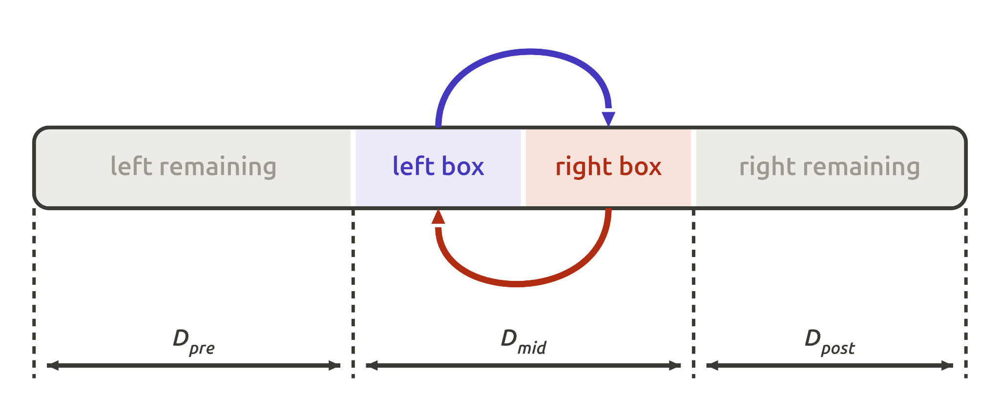 left remaining
left box
right box
right remaining
D_pre
D_mid
D_post